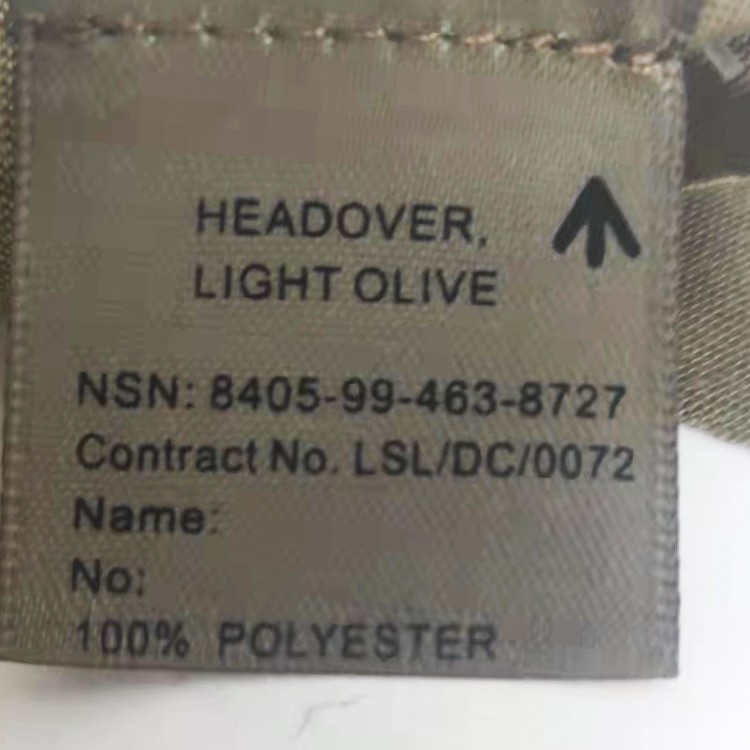 HEADOVER,
LIGHT OLIVE
NSN: 8405-99-463-8727
Contract No. LSL/DC/0072
Name:
No:
100% POLYESTER